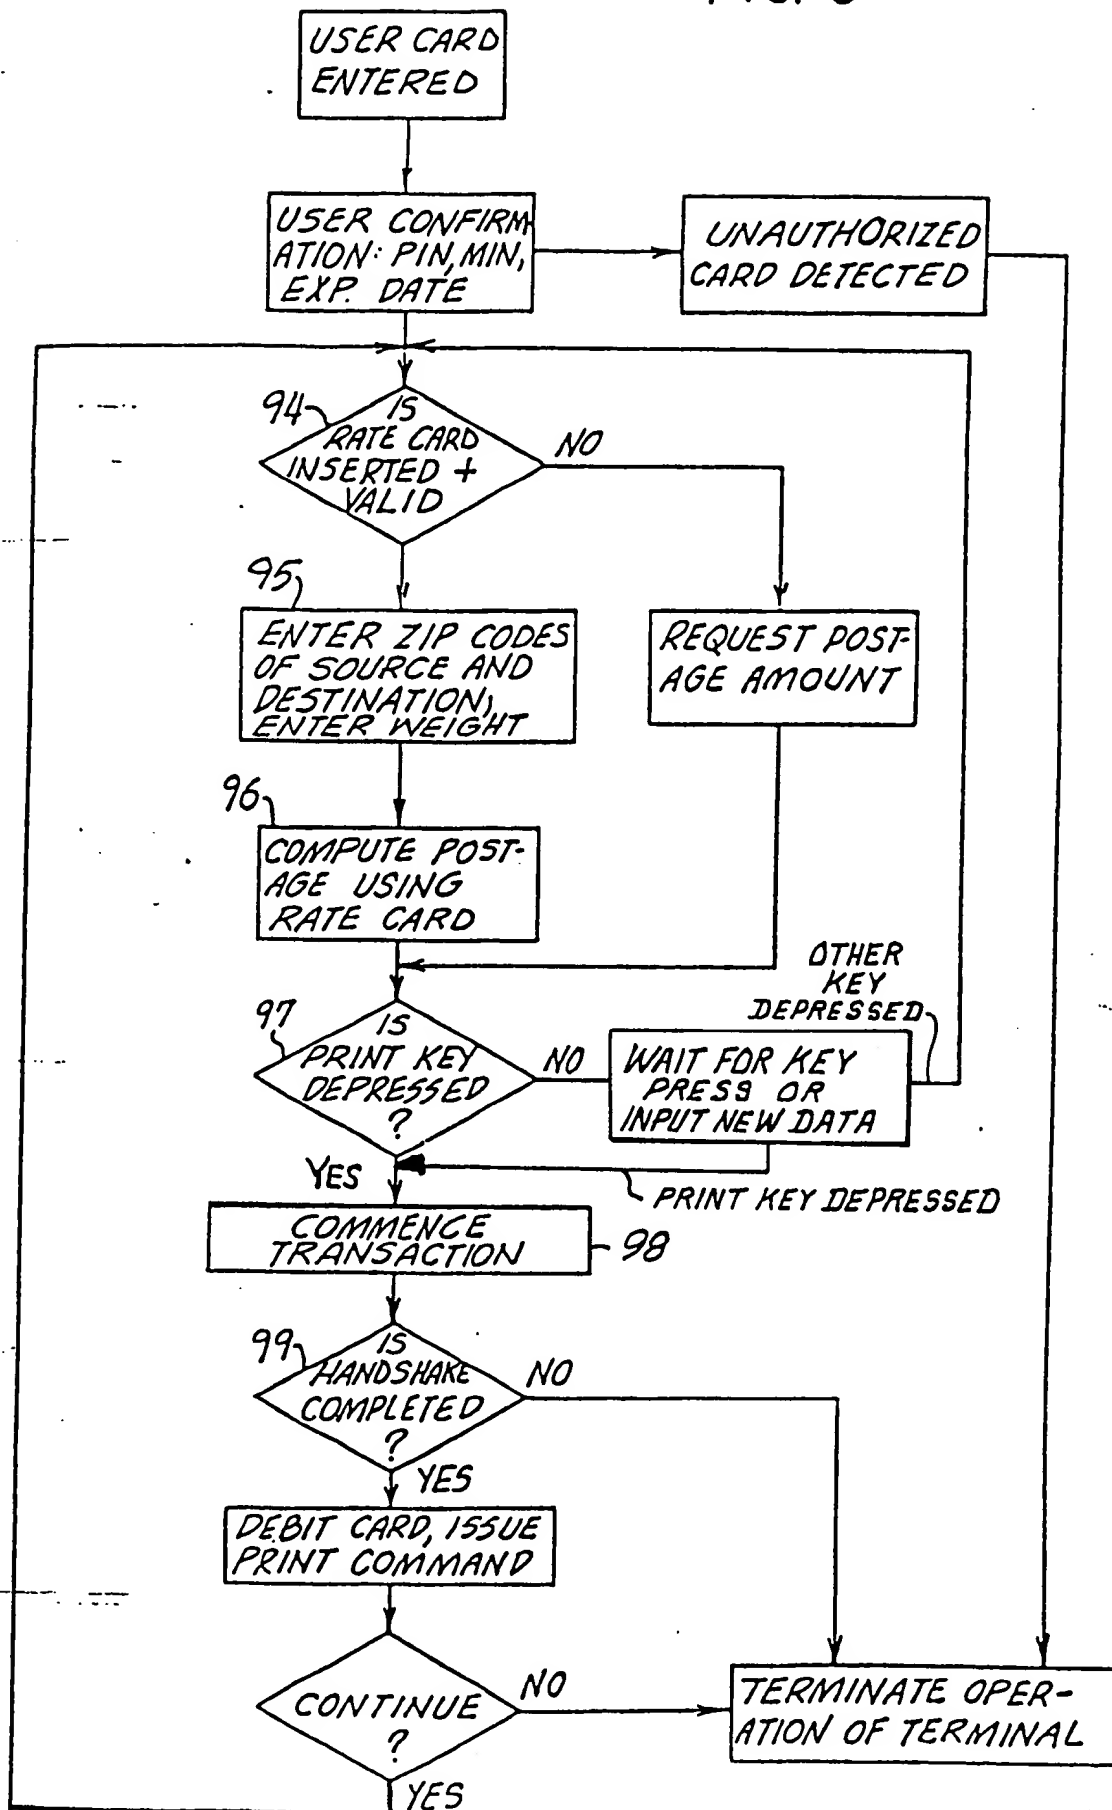 USER CARD
ENTERED
USER CONFIRM-
ATION: PIN, MIN,
EXP. DATE
UNAUTHORIZED
CARD DETECTED
94
IS
RATE CARD
INSERTED +
VALID
NO
95
ENTER ZIP CODES
OF SOURCE AND
DESTINATION;
ENTER WEIGHT
REQUEST POST-
AGE AMOUNT
96
COMPUTE POST-
AGE USING
RATE CARD
OTHER
KEY
DEPRESSED
97
IS
PRINT KEY
DEPRESSED
?
NO
WAIT FOR KEY
PRESS OR
INPUT NEW DATA
YES
PRINT KEY DEPRESSED
COMMENCE
TRANSACTION
98
99
IS
HANDSHAKE
COMPLETED
?
NO
YES
DEBIT CARD, ISSUE
PRINT COMMAND
CONTINUE
?
NO
TERMINATE OPER-
ATION OF TERMINAL
YES